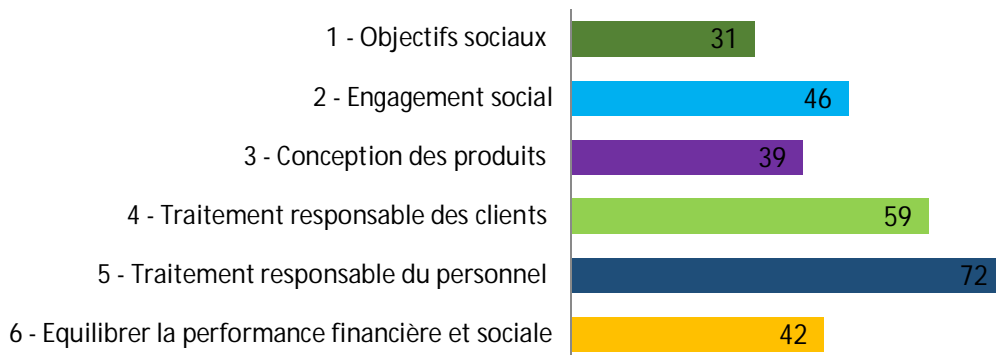 1 - Objectifs sociaux 31
2 - Engagement social 46
3 - Conception des produits 39
4 - Traitement responsable des clients 59
5 - Traitement responsable du personnel 72
6 - Equilibrer la performance financière et sociale 42